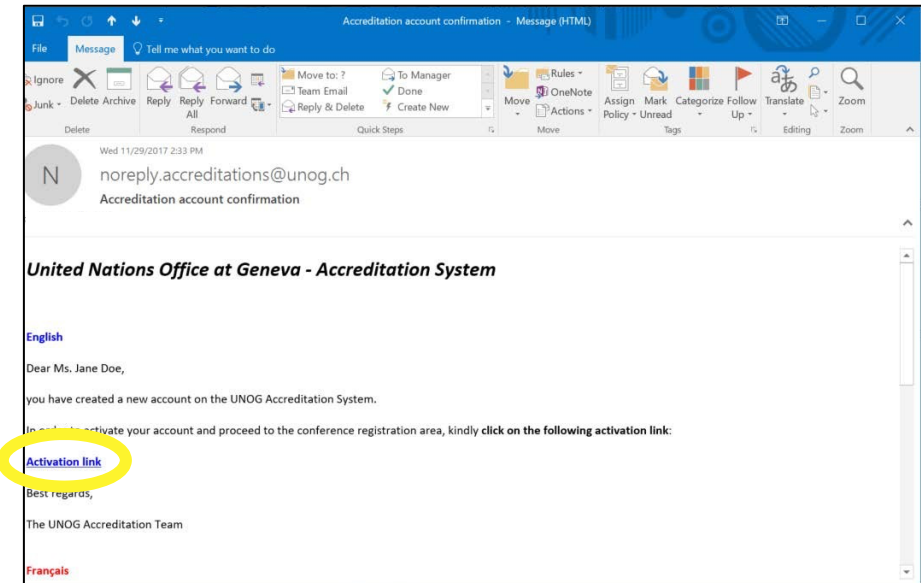 Accreditation account confirmation - Message (HTML)
File Message Tell me what you want to do
Ignore
Junk
Delete Archive
Reply Reply All Forward
Move to: ? To Manager
Team Email Done
Reply & Delete Create New
Move
Rules
OneNote
Actions
Assign Policy Mark Unread Categorize Follow Up
Translate
Zoom
Delete Respond Quick Steps Move Tags Editing Zoom
Wed 11/29/2017 2:33 PM
N
noreply.accreditations@unog.ch
Accreditation account confirmation
United Nations Office at Geneva - Accreditation System
English
Dear Ms. Jane Doe,
you have created a new account on the UNOG Accreditation System.
In order to activate your account and proceed to the conference registration area, kindly click on the following activation link:
Activation link
Best regards,
The UNOG Accreditation Team
Français